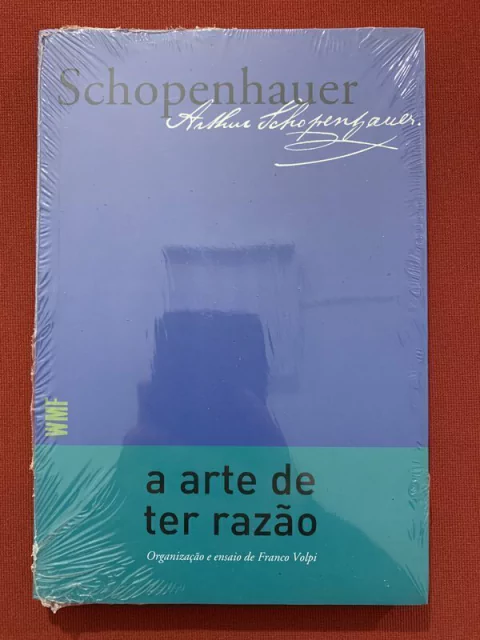 Schopenhauer
Arthur Schopenhauer.
WMF
a arte de
ter razão
Organização e ensaio de Franco Volpi